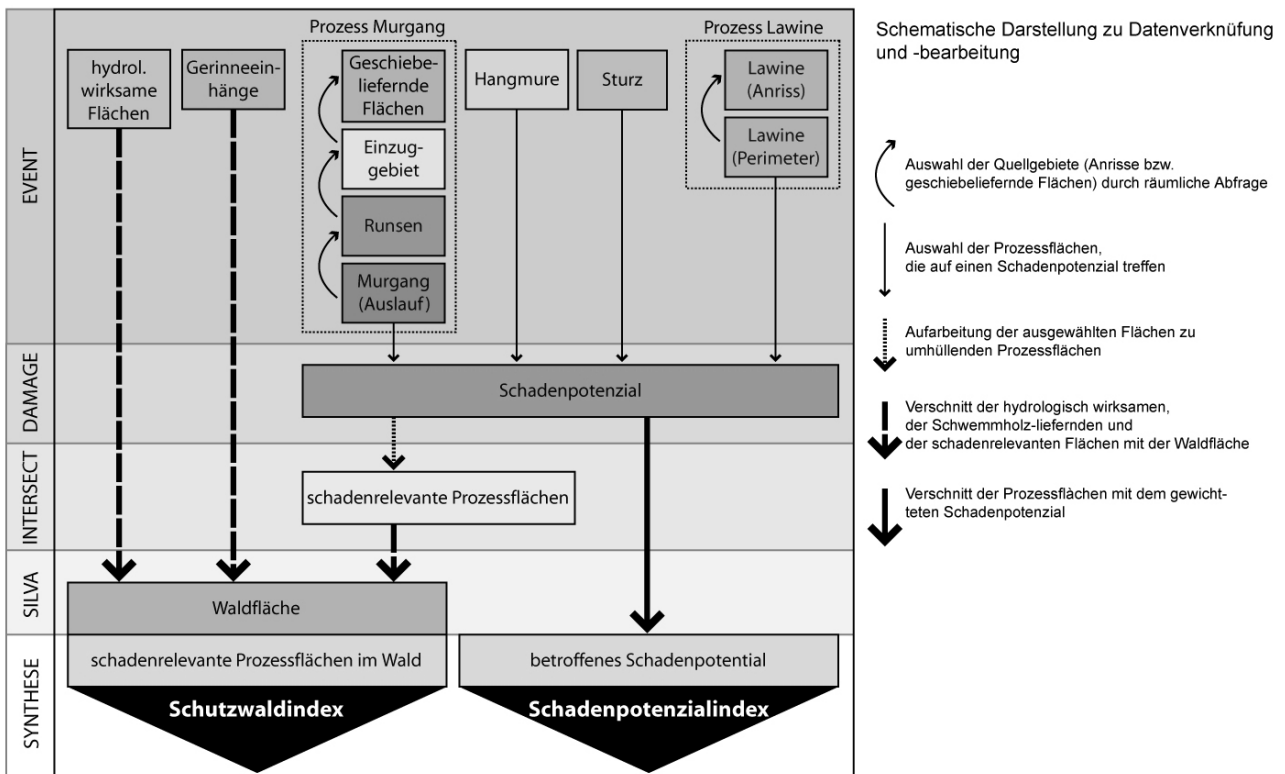 EVENT
hydrol.
wirksame
Flächen
Gerinneein-
hänge
Prozess Murgang
Geschiebe-
liefernde
Flächen
Einzug-
gebiet
Runsen
Murgang
(Auslauf)
Hangmure
Sturz
Prozess Lawine
Lawine
(Anriss)
Lawine
(Perimeter)
DAMAGE
Schadenpotenzial
INTERSECT
schadenrelevante Prozessflächen
SILVA
Waldfläche
SYNTHESE
schadenrelevante Prozessflächen im Wald
betroffenes Schadenpotential
Schutzwaldindex
Schadenpotenzialindex
Schematische Darstellung zu Datenverknüfung
und -bearbeitung
Auswahl der Quellgebiete (Anrisse bzw.
geschiebeliefernde Flächen) durch räumliche Abfrage
Auswahl der Prozessflächen,
die auf einen Schadenpotenzial treffen
Aufarbeitung der ausgewählten Flächen zu
umhüllenden Prozessflächen
Verschnitt der hydrologisch wirksamen,
der Schwemmholz-liefernden und
der schadenrelevanten Flächen mit der Waldfläche
Verschnitt der Prozessflächen mit dem gewicht-
teten Schadenpotenzial